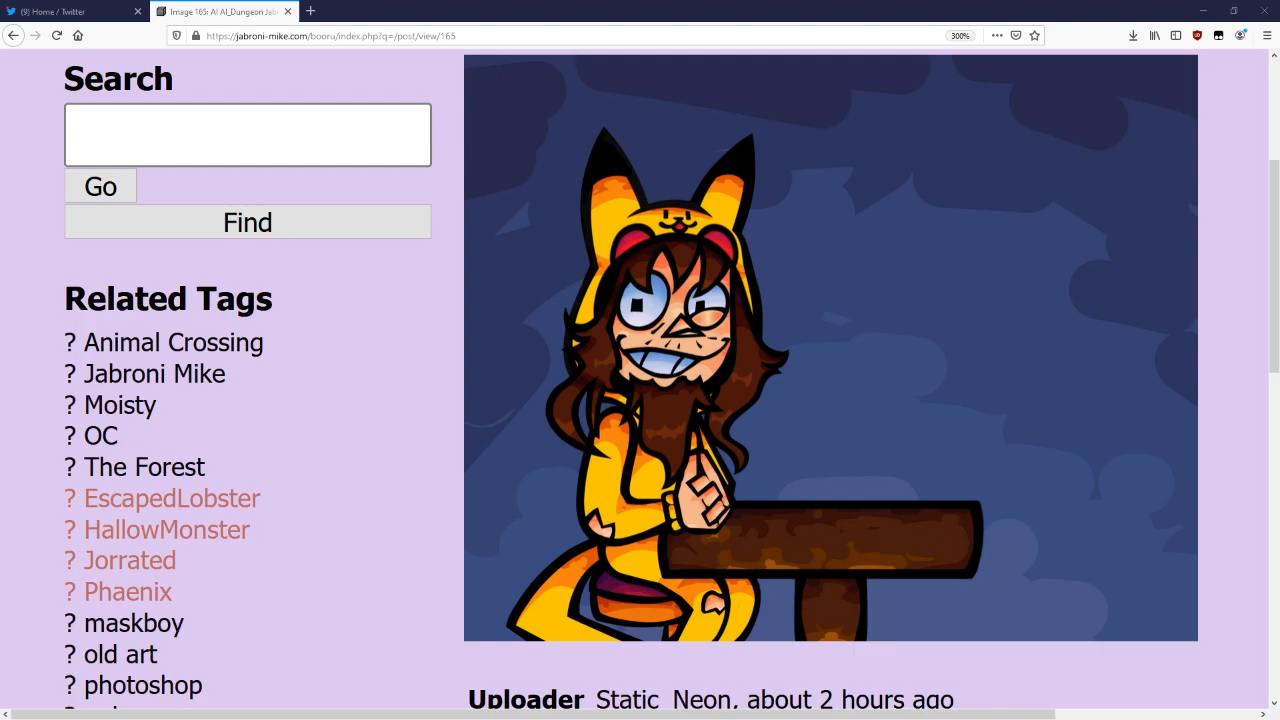 (9) Home / Twitter
Image 165: AI AI_Dungeon Jab
https://jabroni-mike.com/booru/index.php?q=/post/view/165
300%
Search
Go
Find
Related Tags
? Animal Crossing
? Jabroni Mike
? Moisty
? OC
? The Forest
? EscapedLobster
? HallowMonster
? Jorrated
? Phaenix
? maskboy
? old art
? photoshop
Uploader Static_Neon, about 2 hours ago